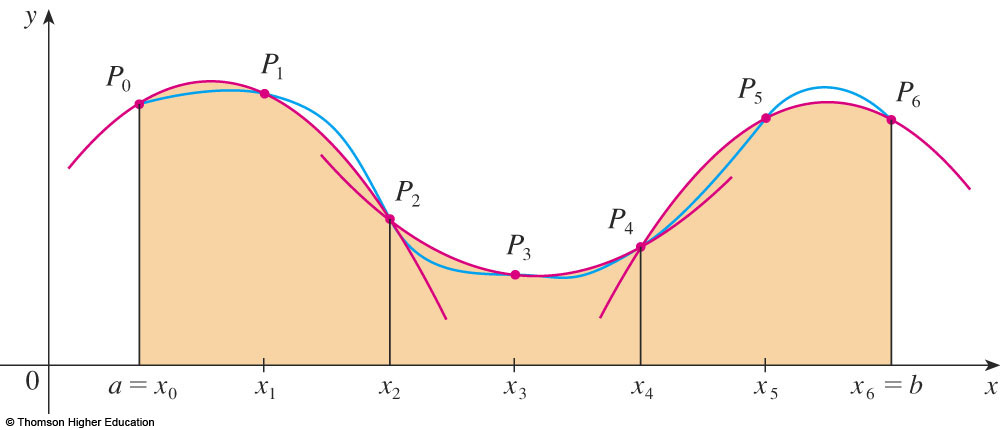 y
P₀
P₁
P₂
P₃
P₄
P₅
P₆
0
a = x₀
x₁
x₂
x₃
x₄
x₅
x₆ = b
x
© Thomson Higher Education